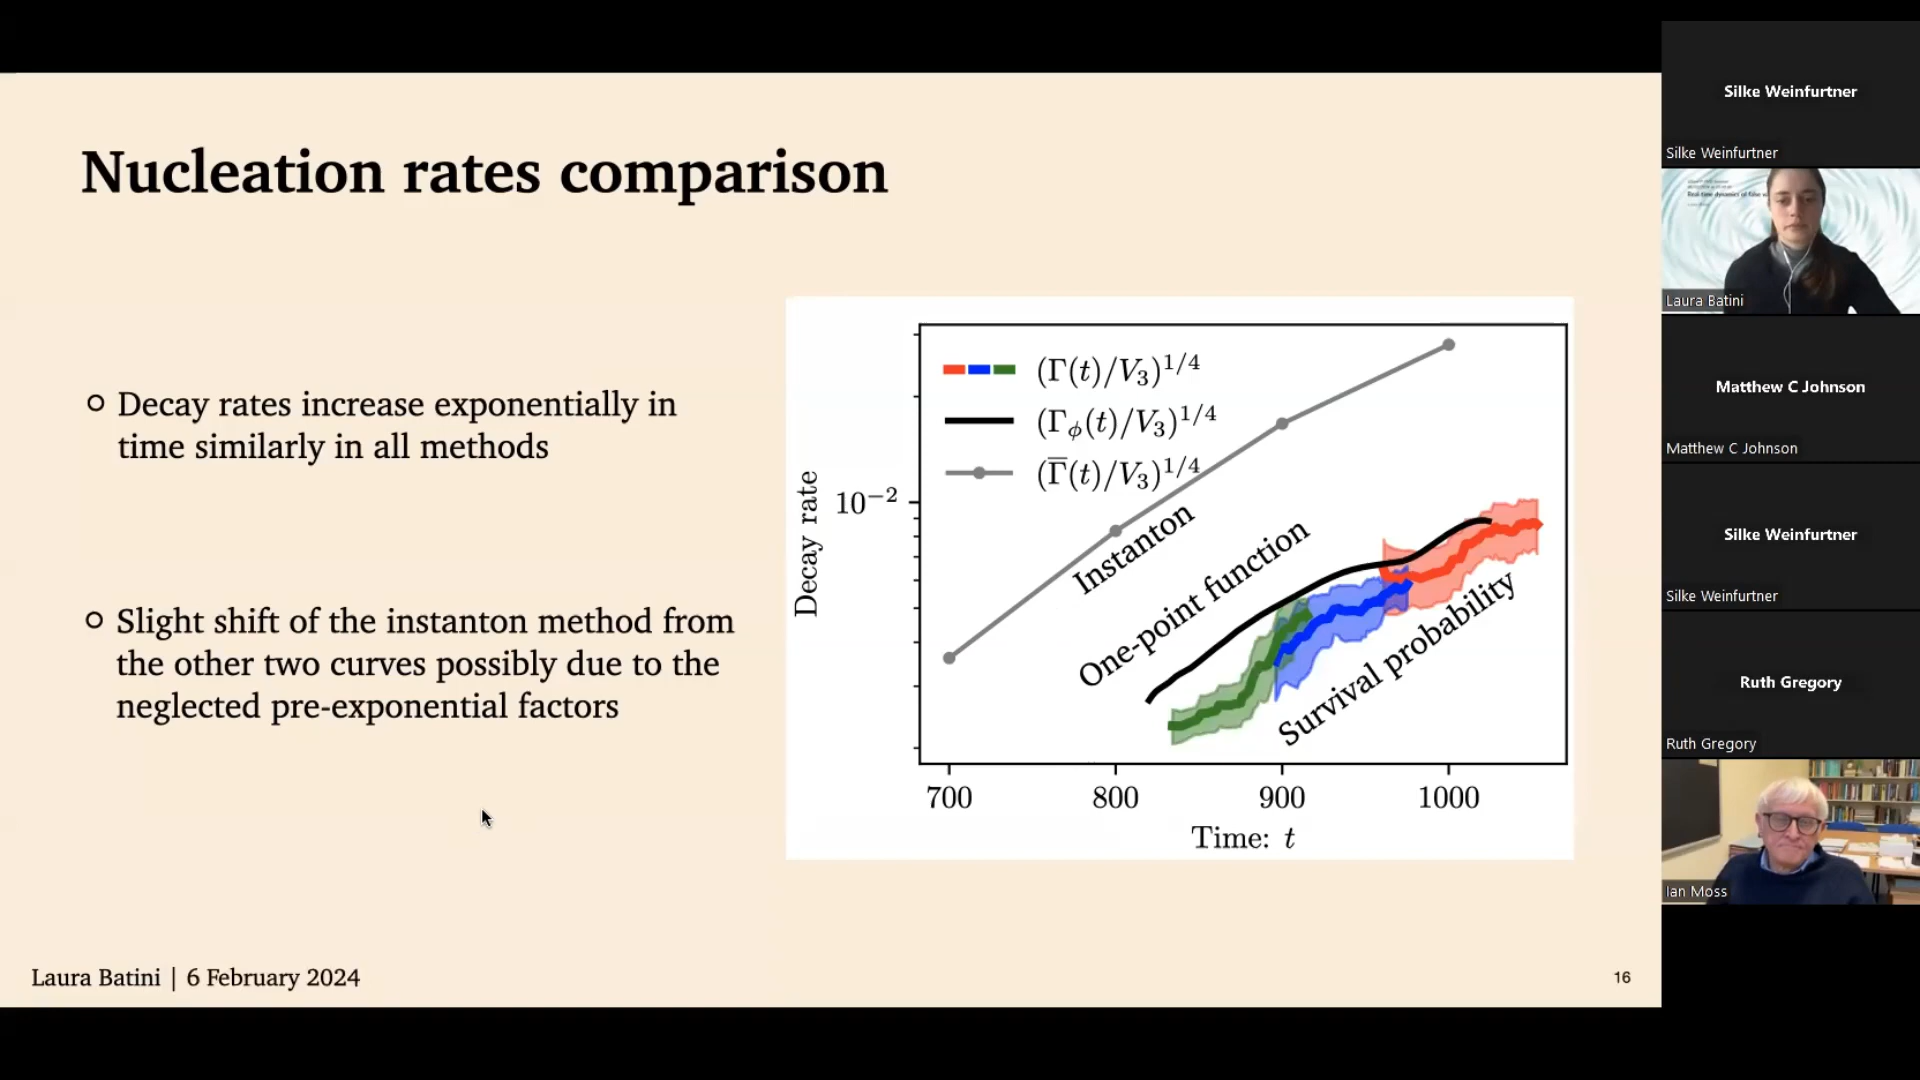 Nucleation rates comparison
Decay rates increase exponentially in
time similarly in all methods
Slight shift of the instanton method from
the other two curves possibly due to the
neglected pre-exponential factors
(Γ(t)/V₃)^{1/4}
(Γ_ϕ(t)/V₃)^{1/4}
(Γ̅(t)/V₃)^{1/4}
Decay rate
10⁻²
Instanton
One-point function
Survival probability
700 800 900 1000
Time: t
Laura Batini | 6 February 2024
16
Silke Weinfurtner
Silke Weinfurtner
Laura Batini
Matthew C Johnson
Matthew C Johnson
Silke Weinfurtner
Silke Weinfurtner
Ruth Gregory
Ruth Gregory
Ian Moss